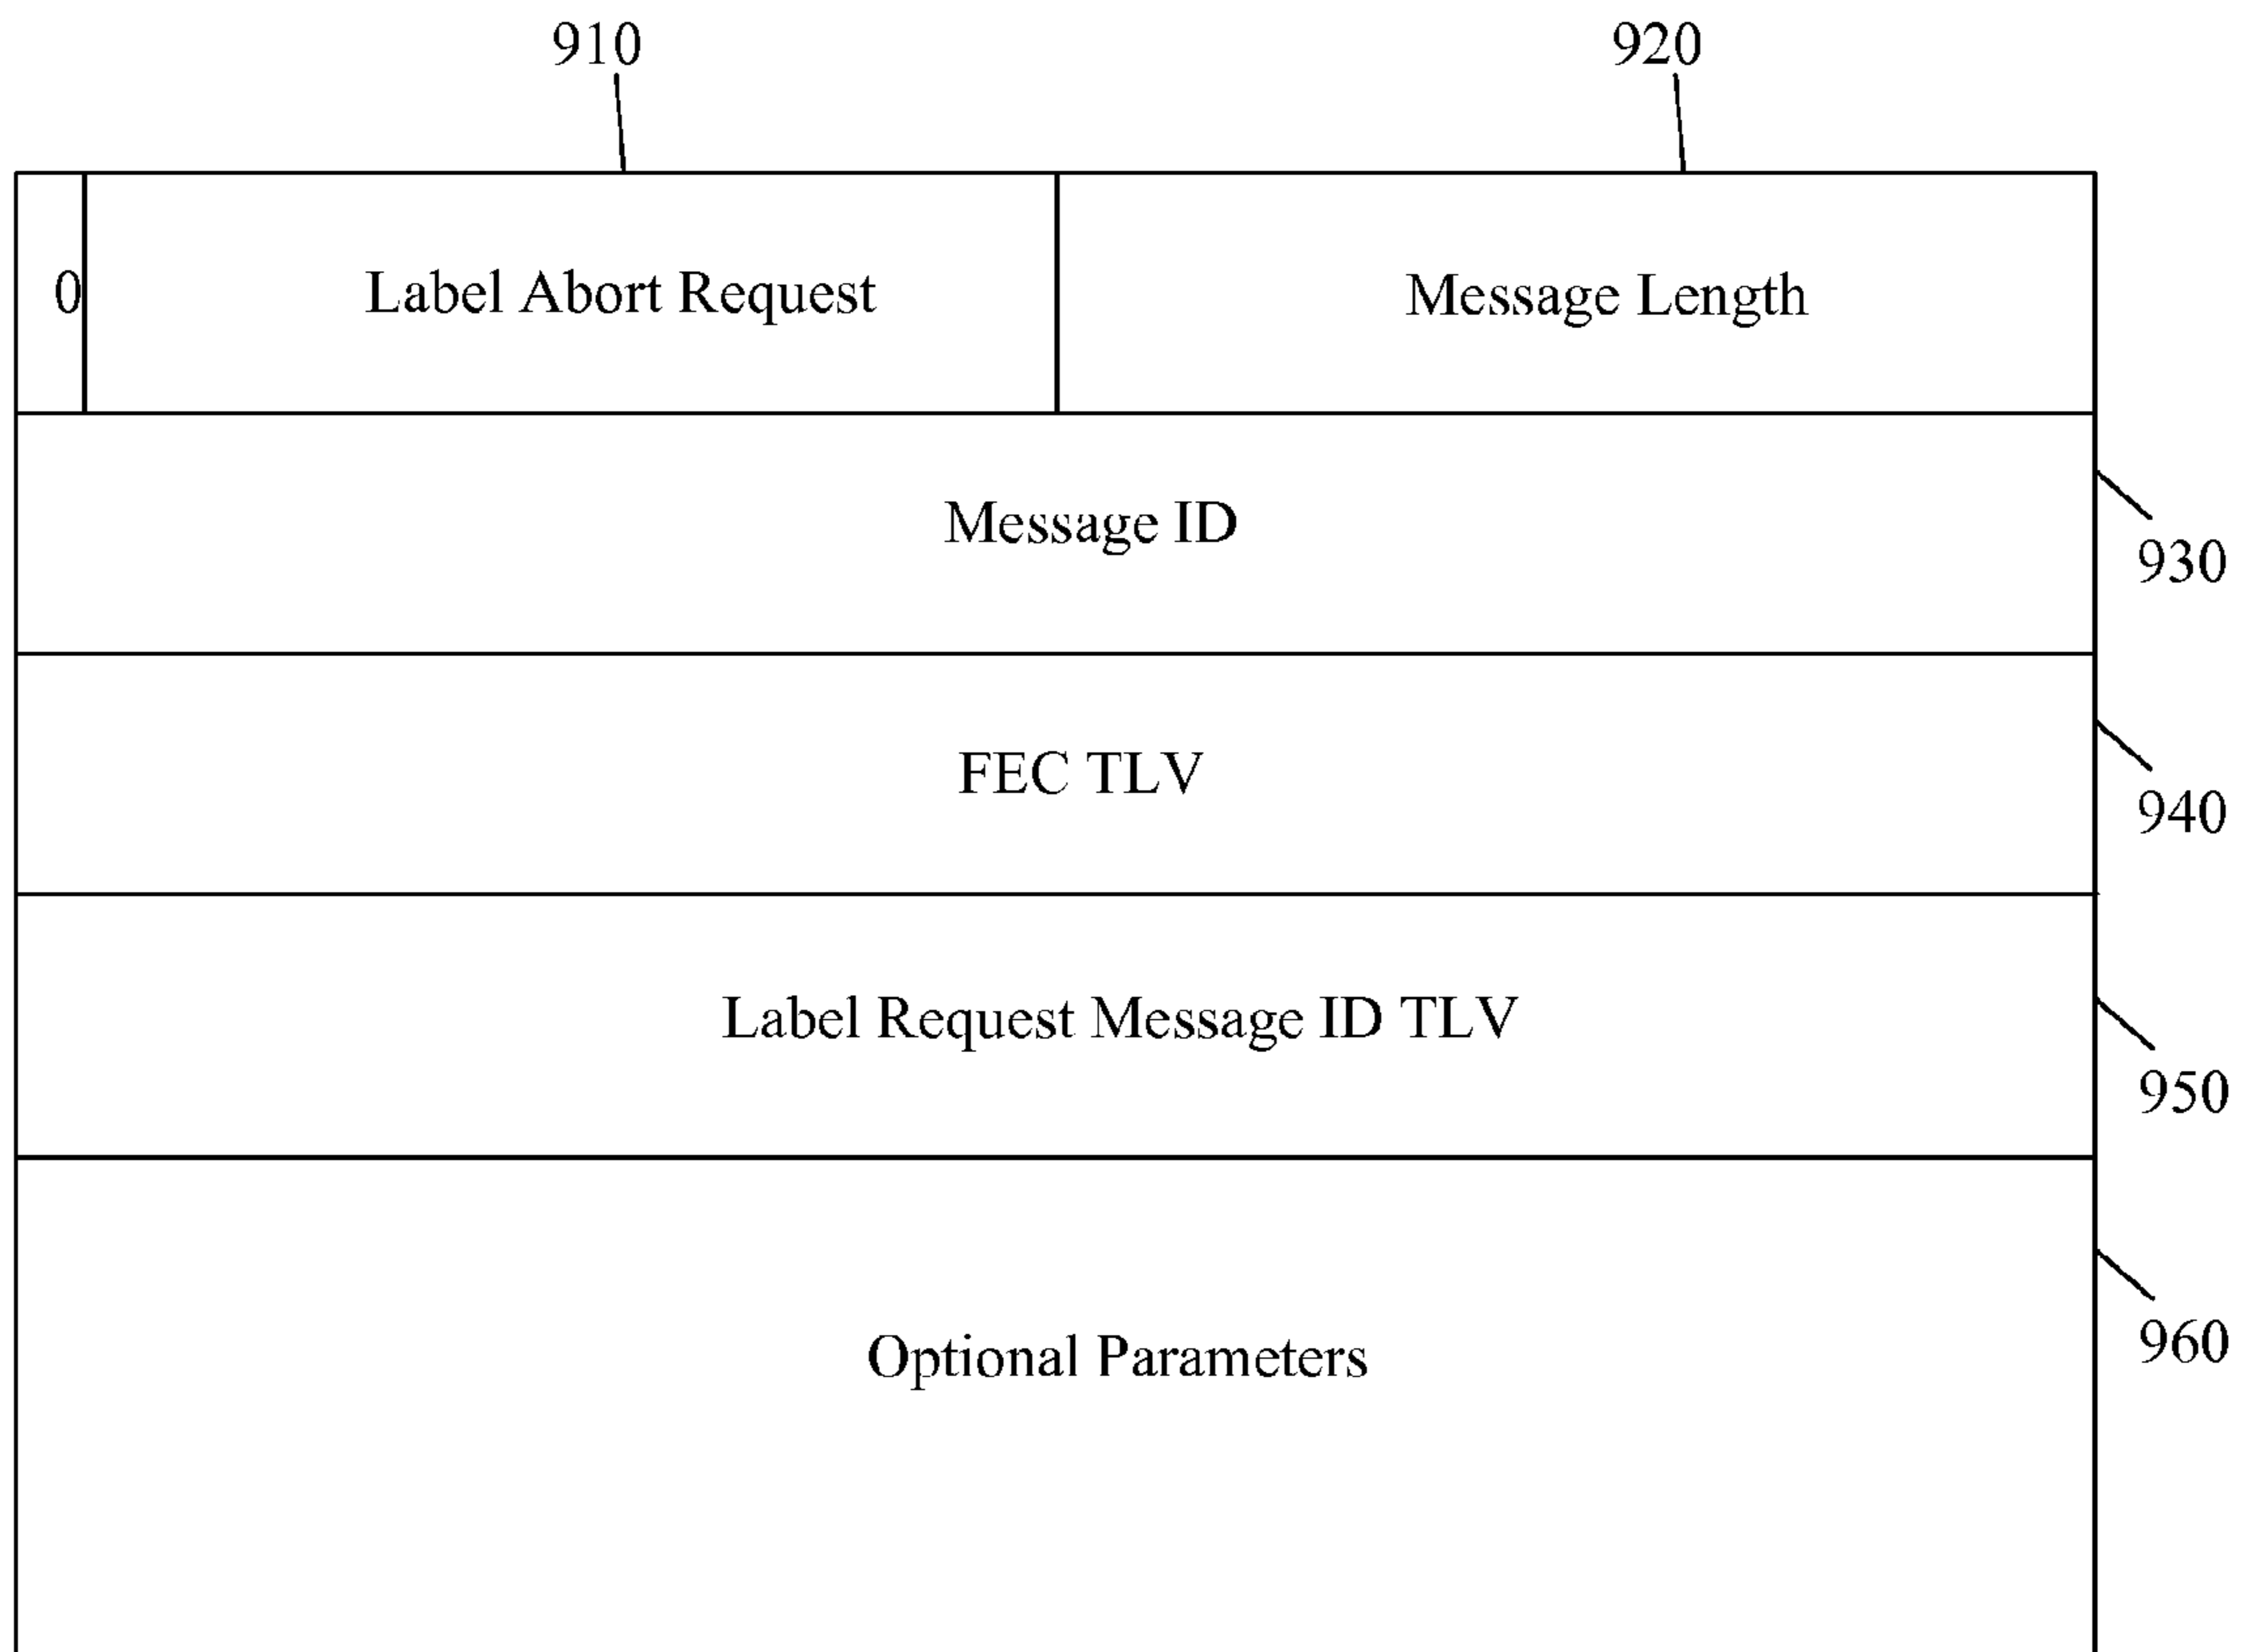 910
920
0
Label Abort Request
Message Length
Message ID
930
FEC TLV
940
Label Request Message ID TLV
950
Optional Parameters
960